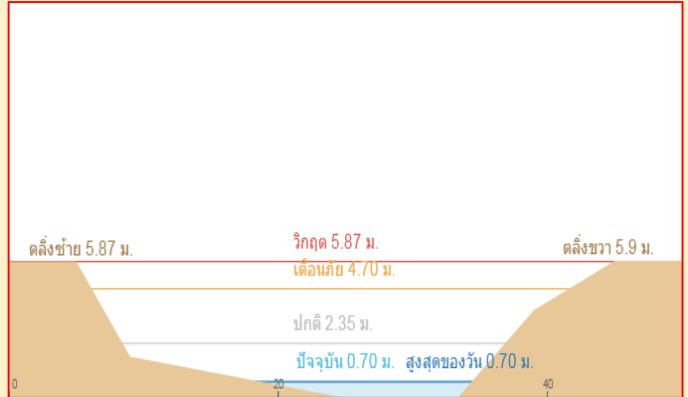 วิกฤต 5.87 ม.
ตลิ่งซ้าย 5.87 ม.
ตลิ่งขวา 5.9 ม.
เตือนภัย 4.70 ม.
ปกติ 2.35 ม.
ปัจจุบัน 0.70 ม. สูงสุดของวัน 0.70 ม.
0 20 40